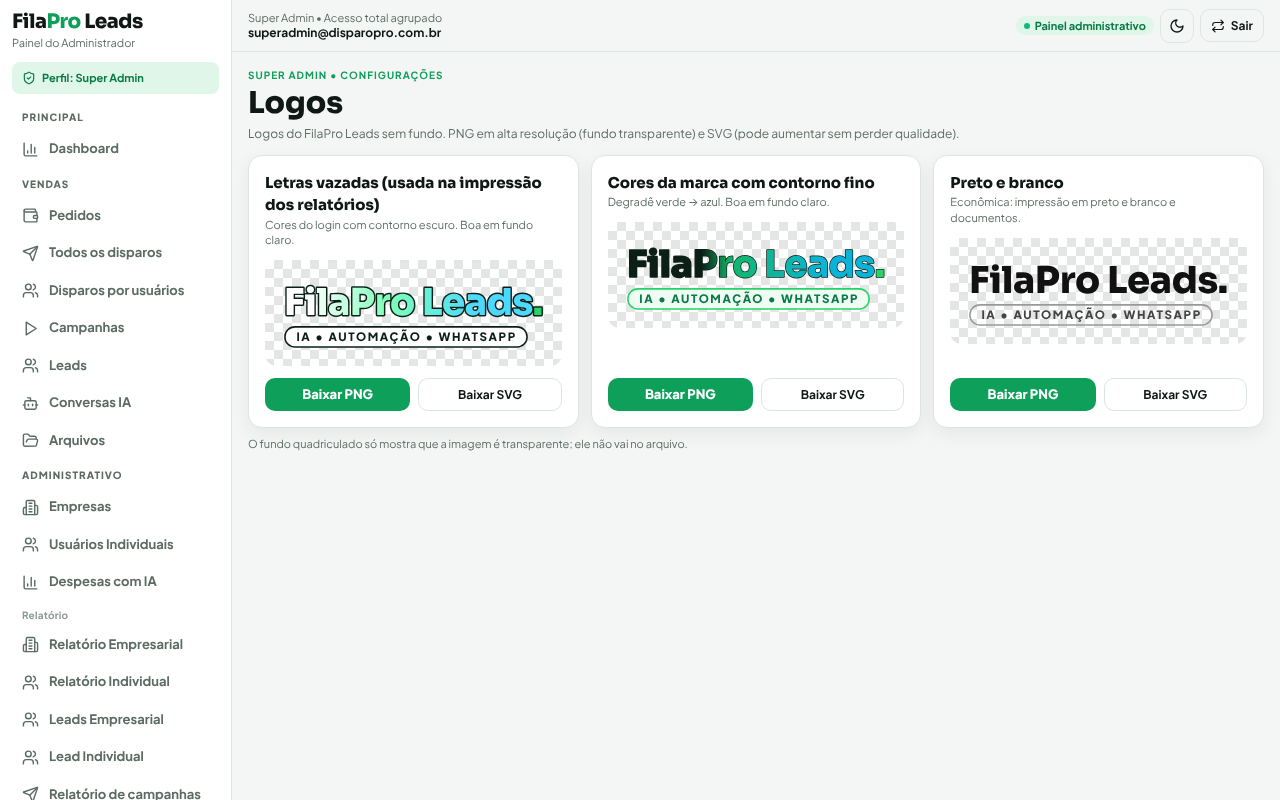 FilaPro Leads
Painel do Administrador
Perfil: Super Admin
PRINCIPAL
Dashboard
VENDAS
Pedidos
Todos os disparos
Disparos por usuários
Campanhas
Leads
Conversas IA
Arquivos
ADMINISTRATIVO
Empresas
Usuários Individuais
Despesas com IA
Relatório
Relatório Empresarial
Relatório Individual
Leads Empresarial
Lead Individual
Relatório de campanhas
Super Admin • Acesso total agrupado
superadmin@disparopro.com.br
Painel administrativo
Sair
SUPER ADMIN • CONFIGURAÇÕES
Logos
Logos do FilaPro Leads sem fundo. PNG em alta resolução (fundo transparente) e SVG (pode aumentar sem perder qualidade).
Letras vazadas (usada na impressão
dos relatórios)
Cores do login com contorno escuro. Boa em fundo
claro.
FilaPro Leads.
IA • AUTOMAÇÃO • WHATSAPP
Baixar PNG
Baixar SVG
Cores da marca com contorno fino
Degradê verde → azul. Boa em fundo claro.
FilaPro Leads.
IA • AUTOMAÇÃO • WHATSAPP
Baixar PNG
Baixar SVG
Preto e branco
Econômica: impressão em preto e branco e
documentos.
FilaPro Leads.
IA • AUTOMAÇÃO • WHATSAPP
Baixar PNG
Baixar SVG
O fundo quadriculado só mostra que a imagem é transparente; ele não vai no arquivo.